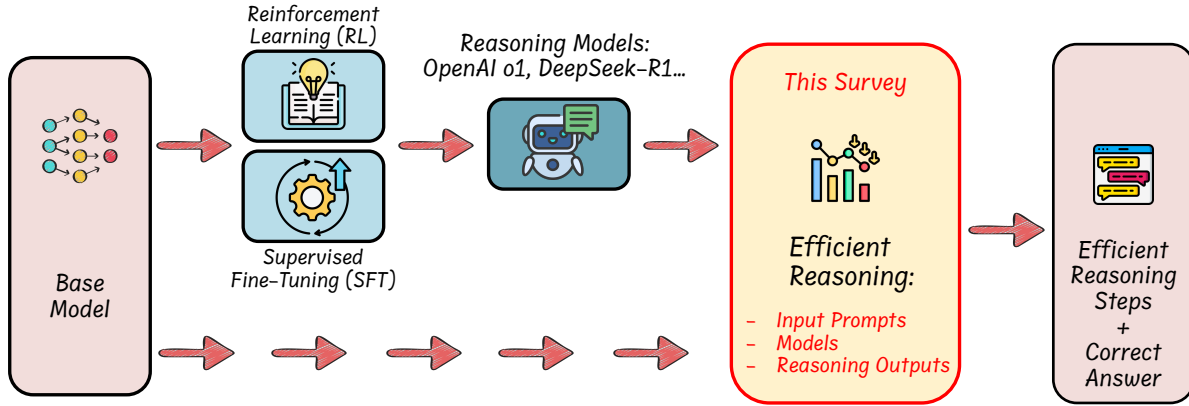 Reinforcement
Learning (RL)
Reasoning Models:
OpenAI o1, DeepSeek-R1...
This Survey
Base
Model
Supervised
Fine-Tuning (SFT)
Efficient
Reasoning:
- Input Prompts
- Models
- Reasoning Outputs
Efficient
Reasoning
Steps
+
Correct
Answer